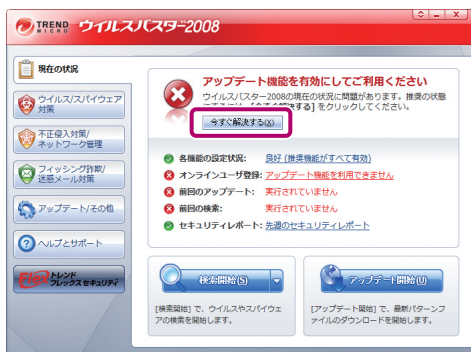 TREND MICRO ウイルスバスター2008
現在の状況
ウイルス/スパイウェア
対策
不正侵入対策/
ネットワーク管理
フィッシング詐欺/
迷惑メール対策
アップデート/その他
ヘルプとサポート
Flex トレンド
フレックス セキュリティ
アップデート機能を有効にしてご利用ください
ウイルスバスター2008の現在の状況に問題があります。推奨の状態
にするには、[今すぐ解決する] をクリックしてください。
今すぐ解決する(X)
各機能の設定状況: 良好 (推奨機能がすべて有効)
オンラインユーザ登録: アップデート機能を利用できません
前回のアップデート: 実行されていません
前回の検索: 実行されていません
セキュリティレポート: 先週のセキュリティレポート
検索開始(S)
[検索開始] で、ウイルスやスパイウェ
アの検索を開始します。
アップデート開始(U)
[アップデート開始] で、最新パターンフ
ァイルのダウンロードを開始します。